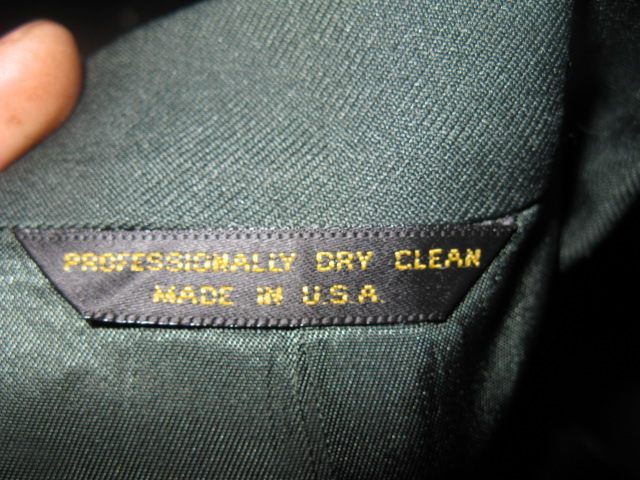 PROFESSIONALLY DRY CLEAN
MADE IN U.S.A.